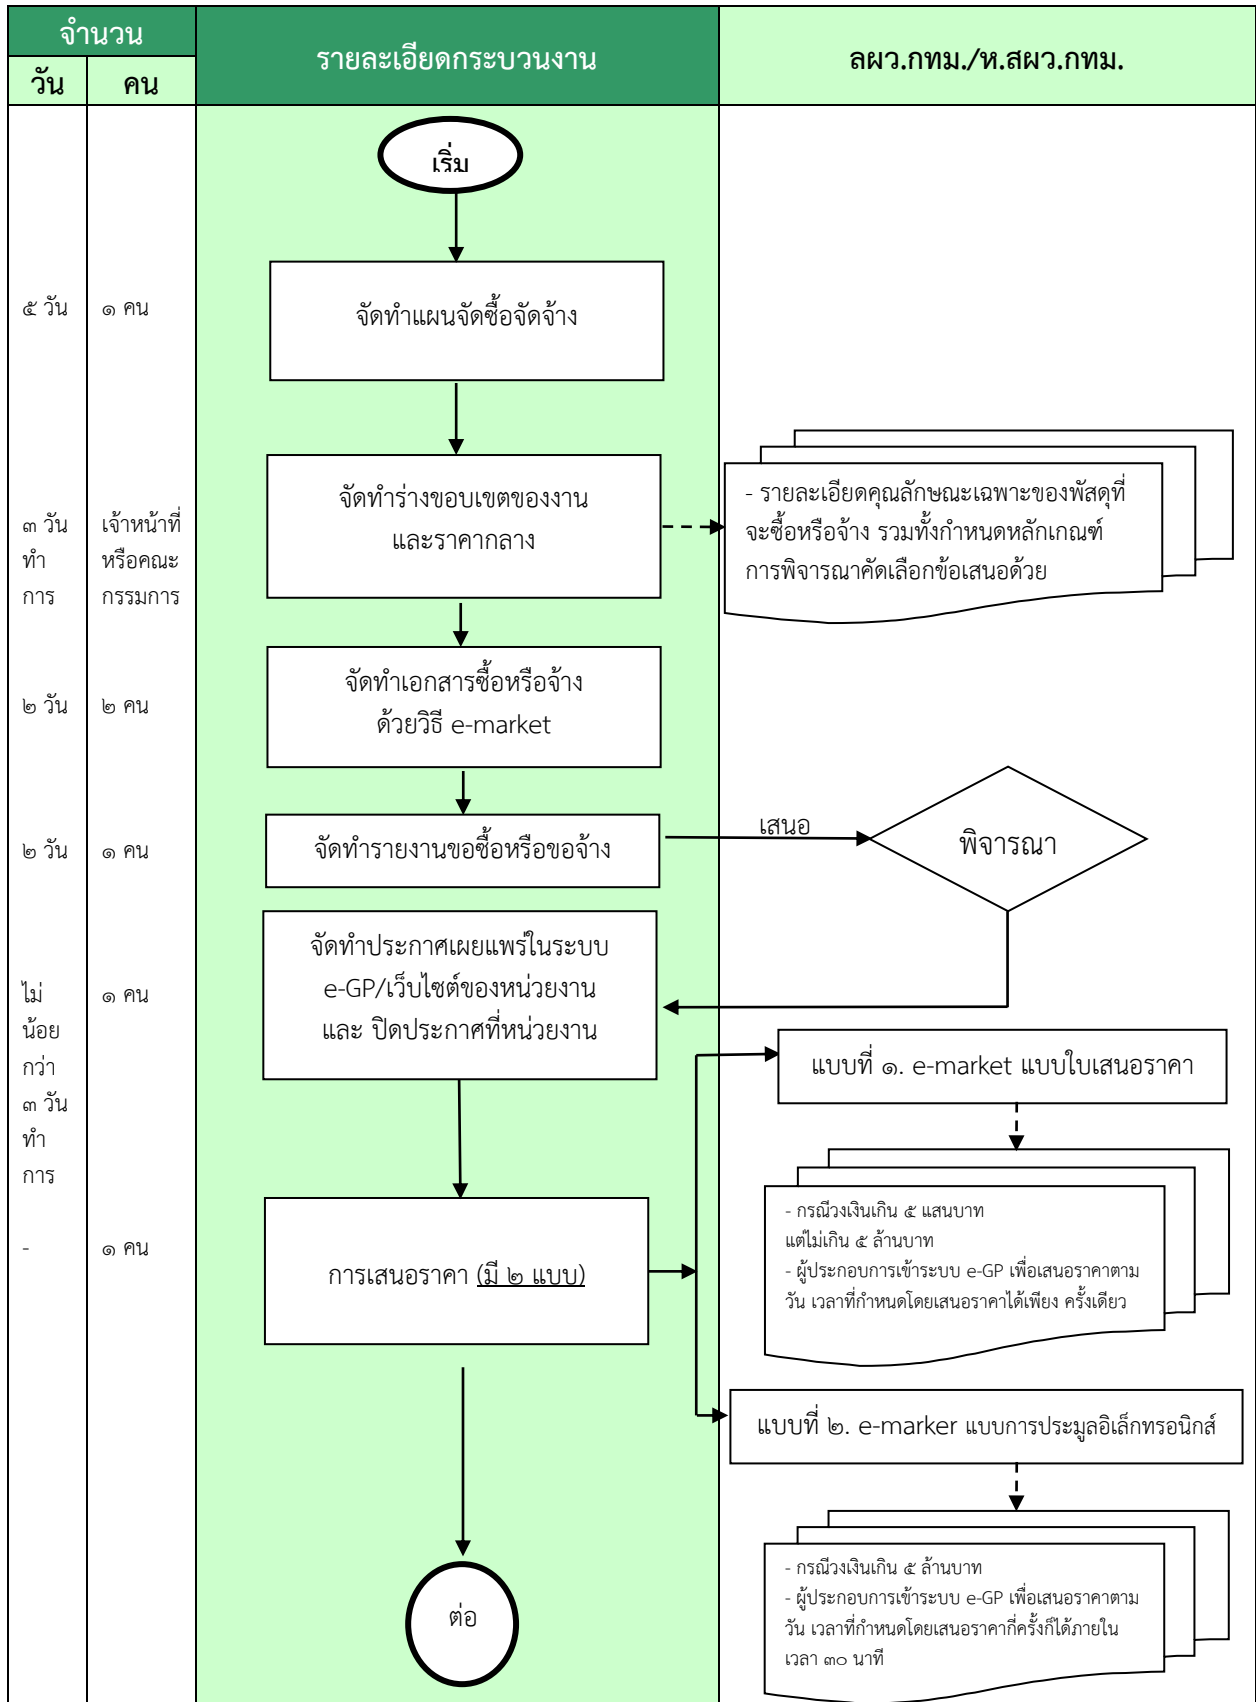 จำนวน
วัน
คน
รายละเอียดกระบวนงาน
ลผว.กทม./ห.สผว.กทม.
เริ่ม
๕ วัน
๑ คน
จัดทำแผนจัดซื้อจัดจ้าง
๓ วัน
ทำ
การ
เจ้าหน้าที่
หรือคณะ
กรรมการ
จัดทำร่างขอบเขตของงาน
และราคากลาง
- รายละเอียดคุณลักษณะเฉพาะของพัสดุที่
จะซื้อหรือจ้าง รวมทั้งกำหนดหลักเกณฑ์
การพิจารณาคัดเลือกข้อเสนอด้วย
๒ วัน
๒ คน
จัดทำเอกสารซื้อหรือจ้าง
ด้วยวิธี e-market
๒ วัน
๑ คน
จัดทำรายงานขอซื้อหรือขอจ้าง
เสนอ
พิจารณา
ไม่
น้อย
กว่า
๓ วัน
ทำ
การ
๑ คน
จัดทำประกาศเผยแพร่ในระบบ
e-GP/เว็บไซต์ของหน่วยงาน
และ ปิดประกาศที่หน่วยงาน
แบบที่ ๑. e-market แบบใบเสนอราคา
- กรณีวงเงินเกิน ๕ แสนบาท
แต่ไม่เกิน ๕ ล้านบาท
- ผู้ประกอบการเข้าระบบ e-GP เพื่อเสนอราคาตาม
วัน เวลาที่กำหนดโดยเสนอราคาได้เพียง ครั้งเดียว
-
๑ คน
การเสนอราคา (มี ๒ แบบ)
แบบที่ ๒. e-marker แบบการประมูลอิเล็กทรอนิกส์
- กรณีวงเงินเกิน ๕ ล้านบาท
- ผู้ประกอบการเข้าระบบ e-GP เพื่อเสนอราคาตาม
วัน เวลาที่กำหนดโดยเสนอราคากี่ครั้งก็ได้ภายใน
เวลา ๓๐ นาที
ต่อ